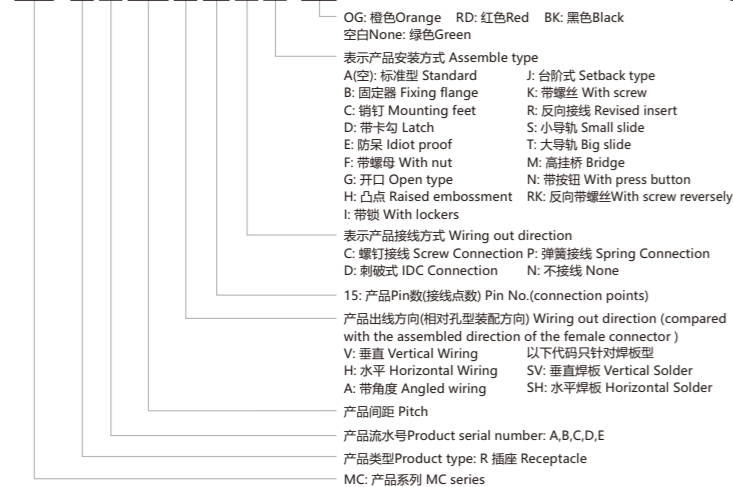 OG: 橙色Orange RD: 红色Red BK: 黑色Black
空白None: 绿色Green
表示产品安装方式 Assemble type
A(空): 标准型 Standard J: 台阶式 Setback type
B: 固定器 Fixing flange K: 带螺丝 With screw
C: 销钉 Mounting feet R: 反向接线 Revised insert
D: 带卡勾 Latch S: 小导轨 Small slide
E: 防呆 Idiot proof T: 大导轨 Big slide
F: 带螺母 With nut M: 高挂桥 Bridge
G: 开口 Open type N: 带按钮 With press button
H: 凸点 Raised embossment RK: 反向带螺丝With screw reversely
I: 带锁 With lockers
表示产品接线方式 Wiring out direction
C: 螺钉接线 Screw Connection P: 弹簧接线 Spring Connection
D: 刺破式 IDC Connection N: 不接线 None
15: 产品Pin数(接线点数) Pin No.(connection points)
产品出线方向(相对孔型装配方向) Wiring out direction (compared
with the assembled direction of the female connector )
V: 垂直 Vertical Wiring 以下代码只针对焊板型
H: 水平 Horizontal Wiring SV: 垂直焊板 Vertical Solder
A: 带角度 Angled wiring SH: 水平焊板 Horizontal Solder
产品间距 Pitch
产品流水号Product serial number: A,B,C,D,E
产品类型Product type: R 插座 Receptacle
MC: 产品系列 MC series